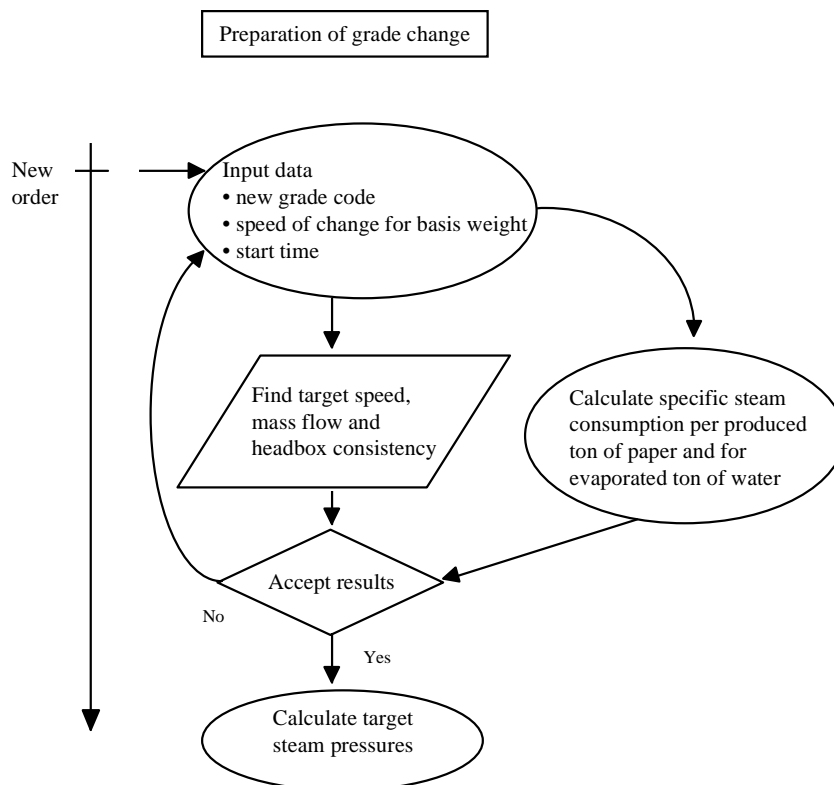 Preparation of grade change
New
order
Input data
• new grade code
• speed of change for basis weight
• start time
Find target speed,
mass flow and
headbox consistency
Calculate specific steam
consumption per produced
ton of paper and for
evaporated ton of water
Accept results
No
Yes
Calculate target
steam pressures